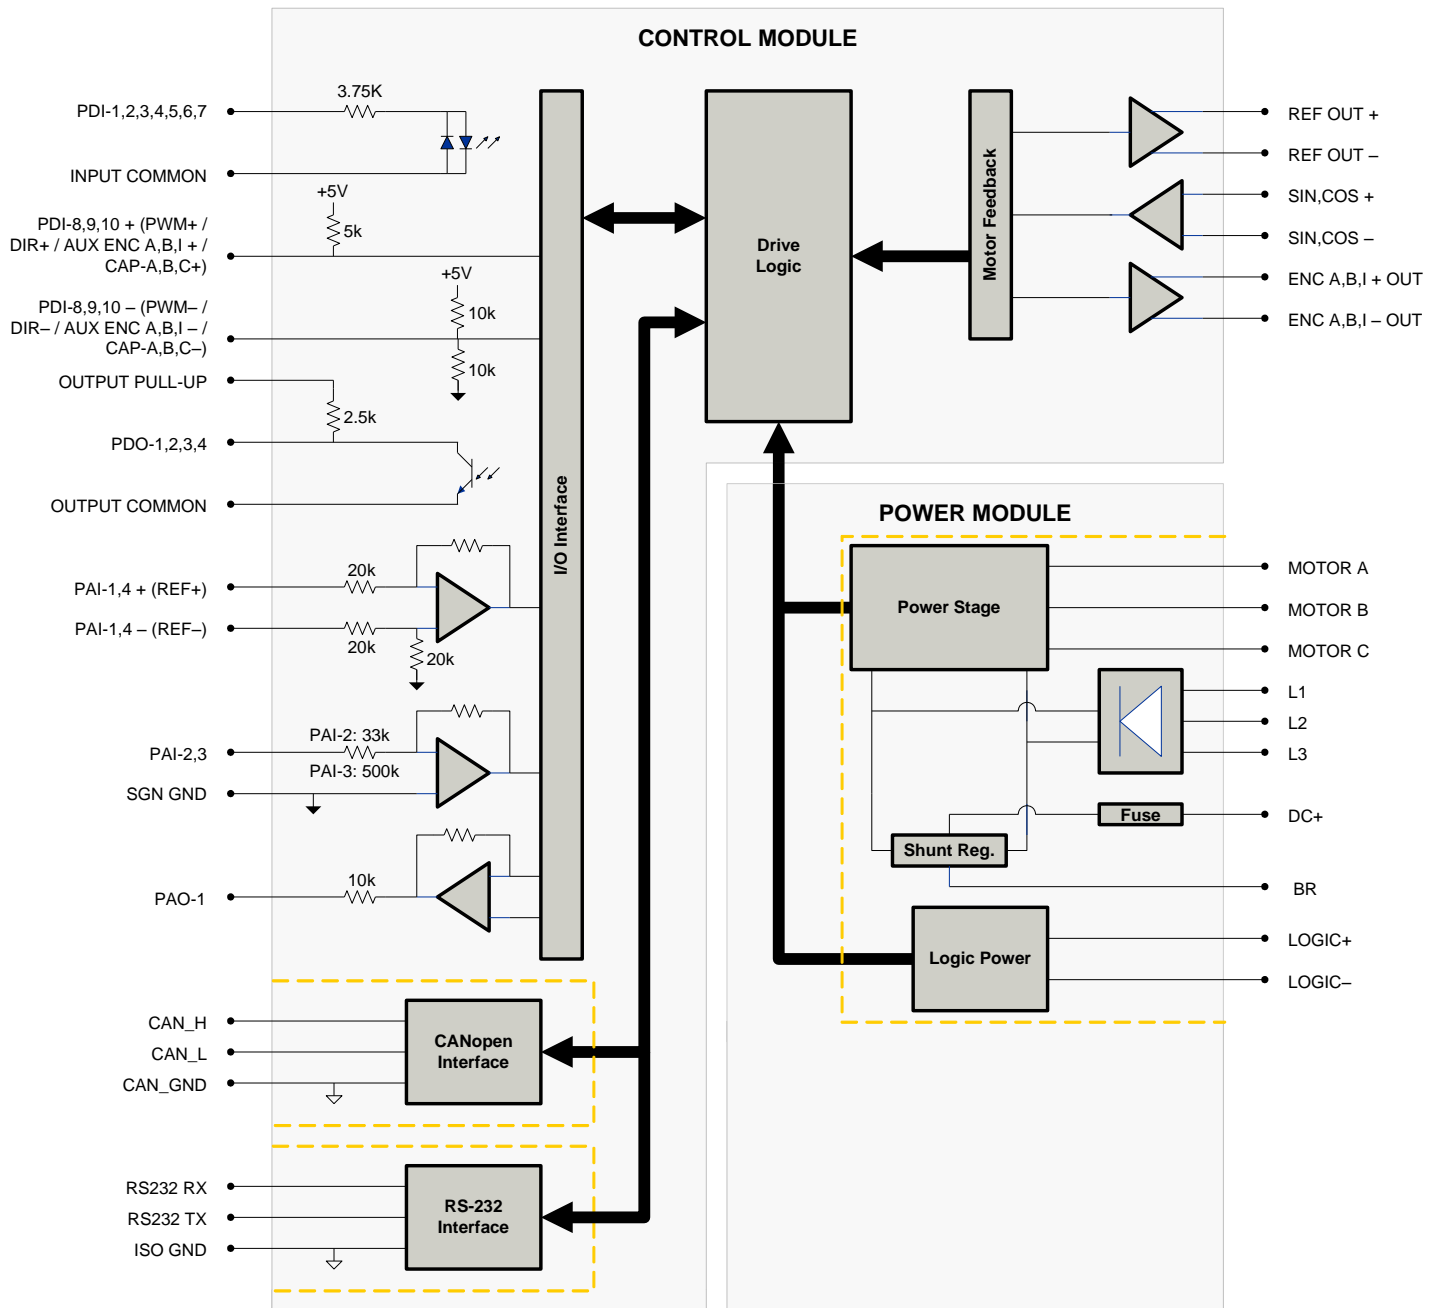 CONTROL MODULE
PDI-1,2,3,4,5,6,7
3.75K
INPUT COMMON
+5V
5k
PDI-8,9,10 + (PWM+ /
DIR+ / AUX ENC A,B,I + /
CAP-A,B,C+)
+5V
10k
PDI-8,9,10 – (PWM– /
DIR– / AUX ENC A,B,I – /
CAP-A,B,C–)
10k
OUTPUT PULL-UP
2.5k
PDO-1,2,3,4
OUTPUT COMMON
PAI-1,4 + (REF+)
20k
PAI-1,4 – (REF–)
20k
20k
PAI-2,3
PAI-2: 33k
PAI-3: 500k
SGN GND
PAO-1
10k
I/O Interface
CAN_H
CAN_L
CAN_GND
CANopen
Interface
RS232 RX
RS232 TX
ISO GND
RS-232
Interface
Drive
Logic
Motor Feedback
REF OUT +
REF OUT –
SIN,COS +
SIN,COS –
ENC A,B,I + OUT
ENC A,B,I – OUT
POWER MODULE
Power Stage
MOTOR A
MOTOR B
MOTOR C
L1
L2
L3
Fuse
DC+
Shunt Reg.
BR
Logic Power
LOGIC+
LOGIC–